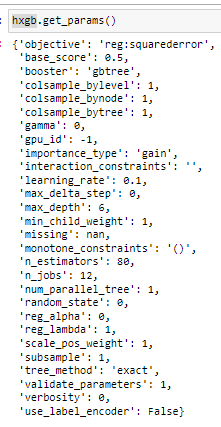 : hxgb.get_params()
: {'objective': 'reg:squarederror',
'base_score': 0.5,
'booster': 'gbtree',
'colsample_bylevel': 1,
'colsample_bynode': 1,
'colsample_bytree': 1,
'gamma': 0,
'gpu_id': -1,
'importance_type': 'gain',
'interaction_constraints': '',
'learning_rate': 0.1,
'max_delta_step': 0,
'max_depth': 6,
'min_child_weight': 1,
'missing': nan,
'monotone_constraints': '()',
'n_estimators': 80,
'n_jobs': 12,
'num_parallel_tree': 1,
'random_state': 0,
'reg_alpha': 0,
'reg_lambda': 1,
'scale_pos_weight': 1,
'subsample': 1,
'tree_method': 'exact',
'validate_parameters': 1,
'verbosity': 0,
'use_label_encoder': False}